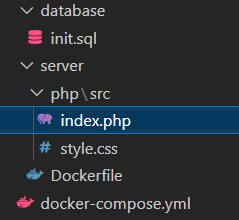 database
init.sql
server
php\src
index.php
# style.css
Dockerfile
docker-compose.yml